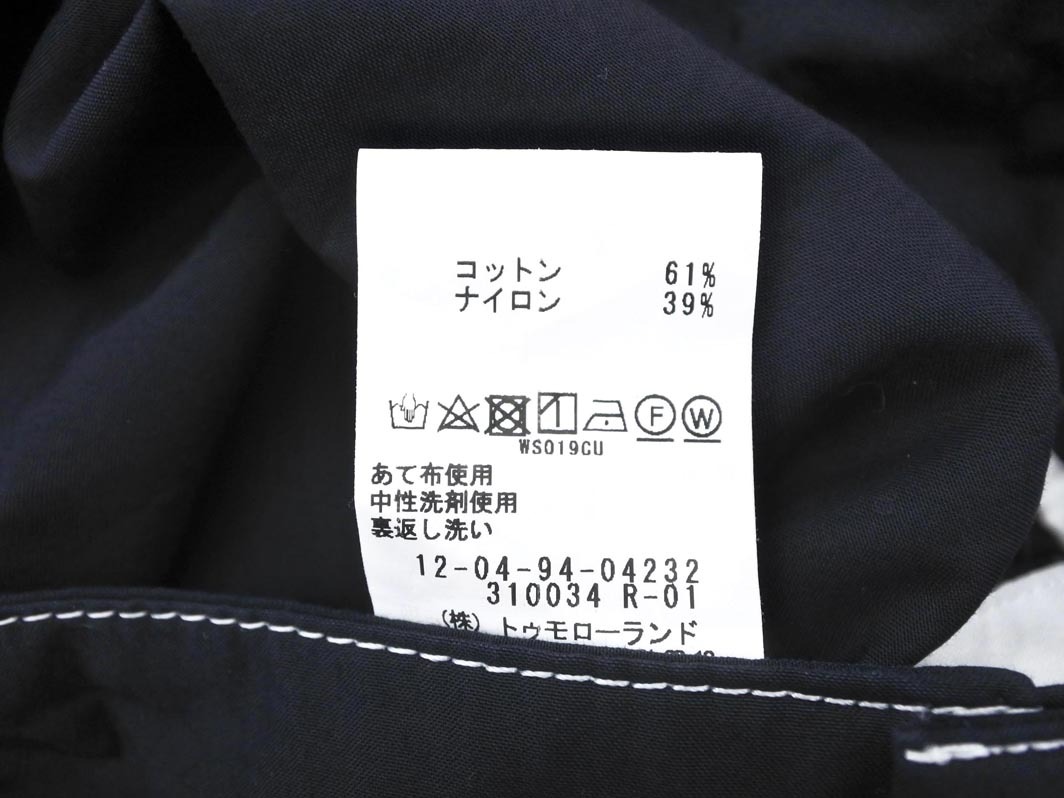 コットン 61%
ナイロン 39%
F W
WS019CU
あて布使用
中性洗剤使用
裏返し洗い
12-04-94-04232
310034 R-01
(株)トゥモローランド